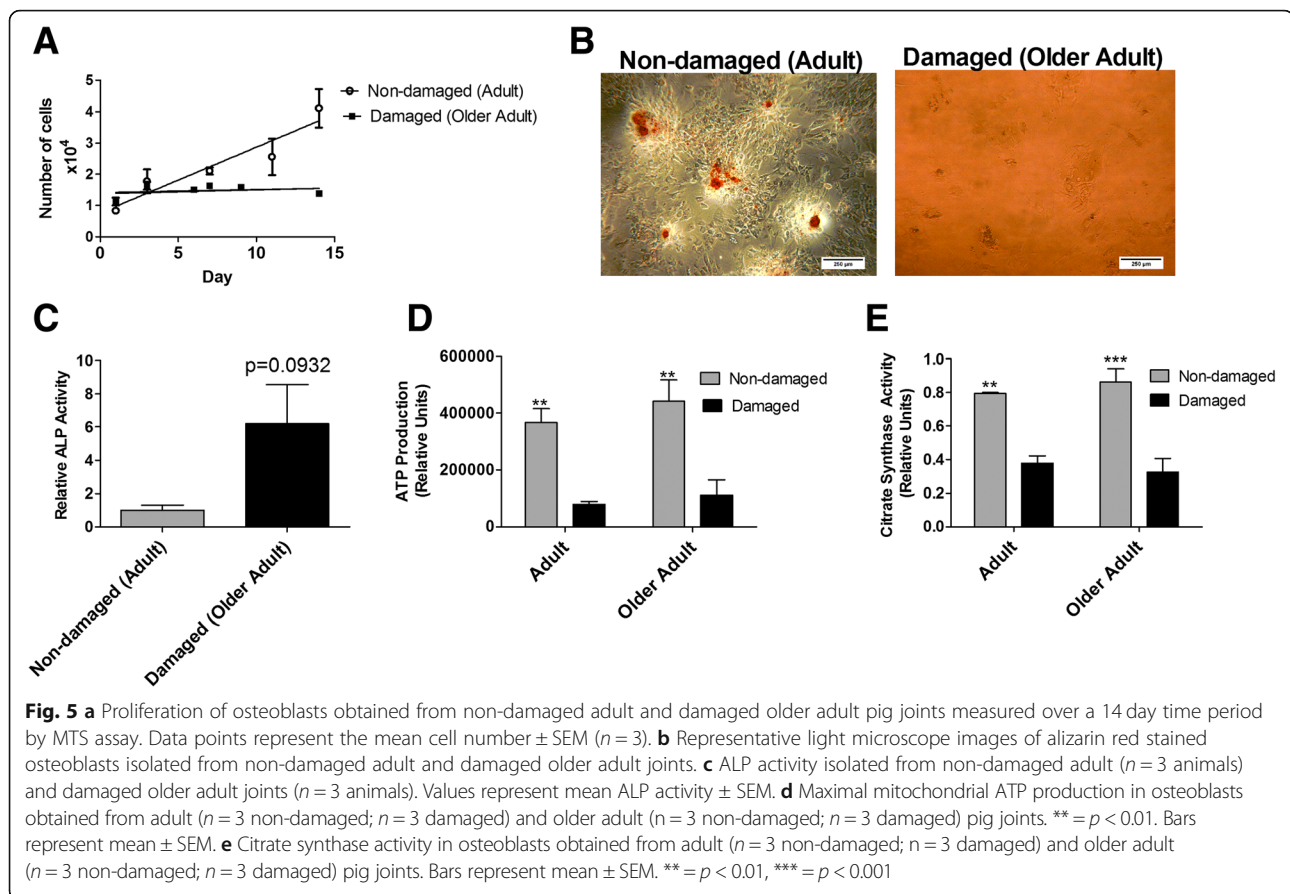 A
5
4
3
2
1
0
Number of cells
x10⁴
0
5
10
15
Day
Non-damaged (Adult)
Damaged (Older Adult)
B
Non-damaged (Adult)
250 µm
Damaged (Older Adult)
250 µm
C
10
8
6
4
2
0
Relative ALP Activity
p=0.0932
Non-damaged (Adult)
Damaged (Older Adult)
D
600000
400000
200000
0
ATP Production
(Relative Units)
**
**
Non-damaged
Damaged
Adult
Older Adult
E
1.0
0.8
0.6
0.4
0.2
0.0
Citrate Synthase Activity
(Relative Units)
**
***
Non-damaged
Damaged
Adult
Older Adult
Fig. 5 a Proliferation of osteoblasts obtained from non-damaged adult and damaged older adult pig joints measured over a 14 day time period
by MTS assay. Data points represent the mean cell number ± SEM (n = 3). b Representative light microscope images of alizarin red stained
osteoblasts isolated from non-damaged adult and damaged older adult joints. c ALP activity isolated from non-damaged adult (n = 3 animals)
and damaged older adult joints (n = 3 animals). Values represent mean ALP activity ± SEM. d Maximal mitochondrial ATP production in osteoblasts
obtained from adult (n = 3 non-damaged; n = 3 damaged) and older adult (n = 3 non-damaged; n = 3 damaged) pig joints. ** = p < 0.01. Bars
represent mean ± SEM. e Citrate synthase activity in osteoblasts obtained from adult (n = 3 non-damaged; n = 3 damaged) and older adult
(n = 3 non-damaged; n = 3 damaged) pig joints. Bars represent mean ± SEM. ** = p < 0.01, *** = p < 0.001